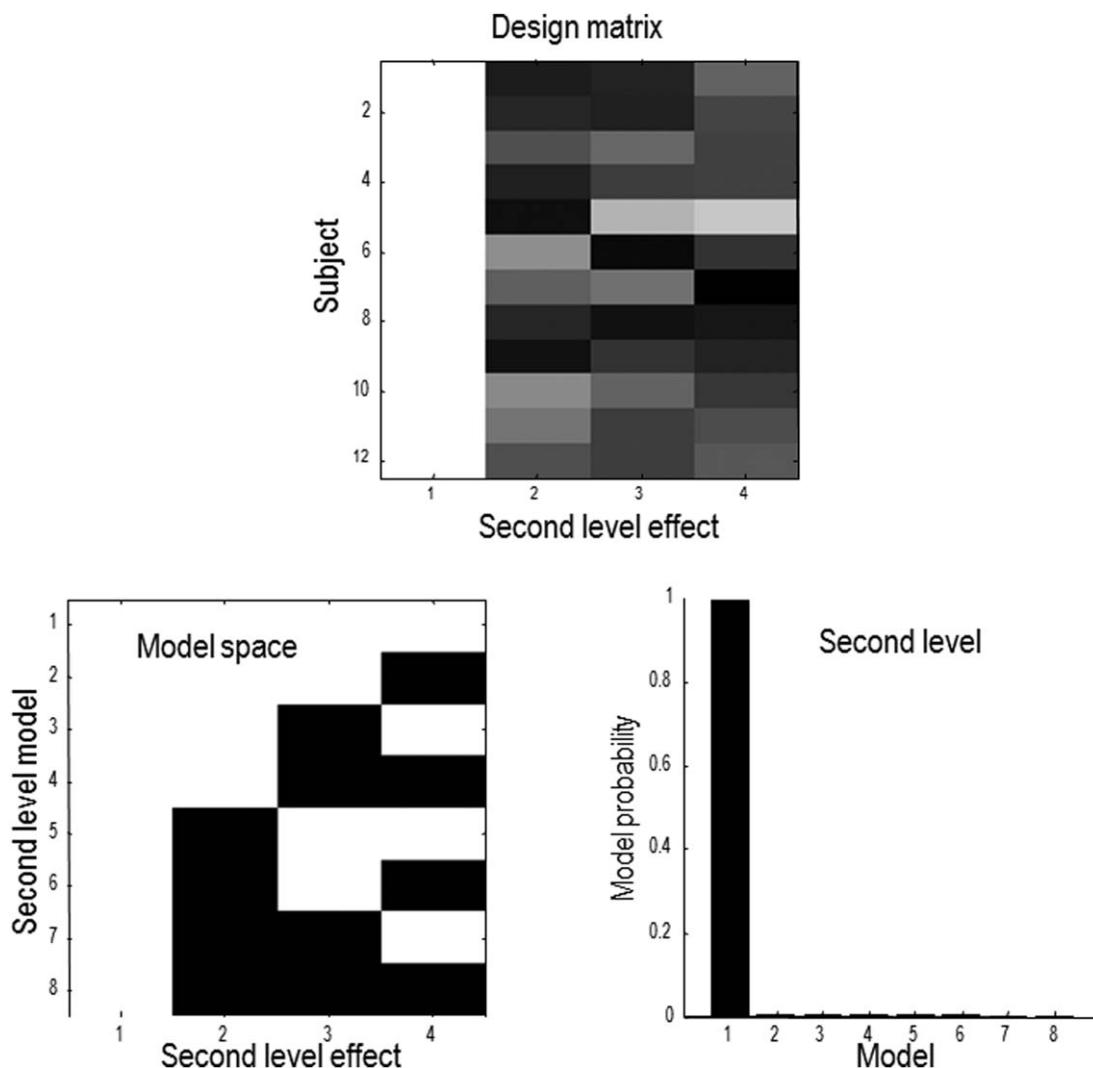 Design matrix
Subject
2
4
6
8
10
12
1 2 3 4
Second level effect
Model space
Second level model
1
2
3
4
5
6
7
8
1 2 3 4
Second level effect
Second level
Model probability
1
0.8
0.6
0.4
0.2
0
1 2 3 4 5 6 7 8
Model